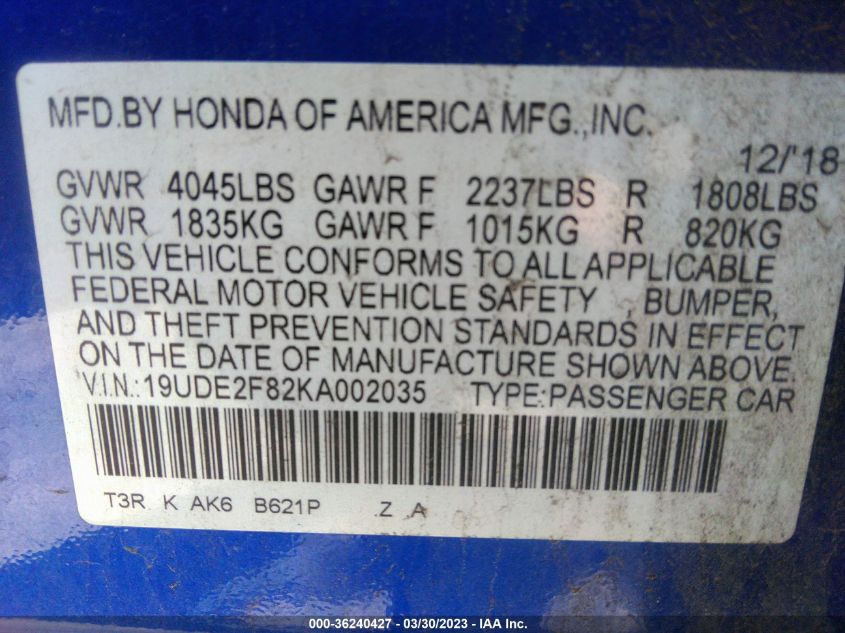 MFD.BY HONDA OF AMERICA MFG.,INC.
12/'18
GVWR 4045LBS GAWR F 2237LBS R 1808LBS
GVWR 1835KG GAWR F 1015KG R 820KG
THIS VEHICLE CONFORMS TO ALL APPLICABLE
FEDERAL MOTOR VEHICLE SAFETY , BUMPER,
AND THEFT PREVENTION STANDARDS IN EFFECT
ON THE DATE OF MANUFACTURE SHOWN ABOVE.
V.I.N.: 19UDE2F82KA002035 TYPE:PASSENGER CAR
T3R K AK6 B621P Z A
000-36240427 - 03/30/2023 - IAA Inc.